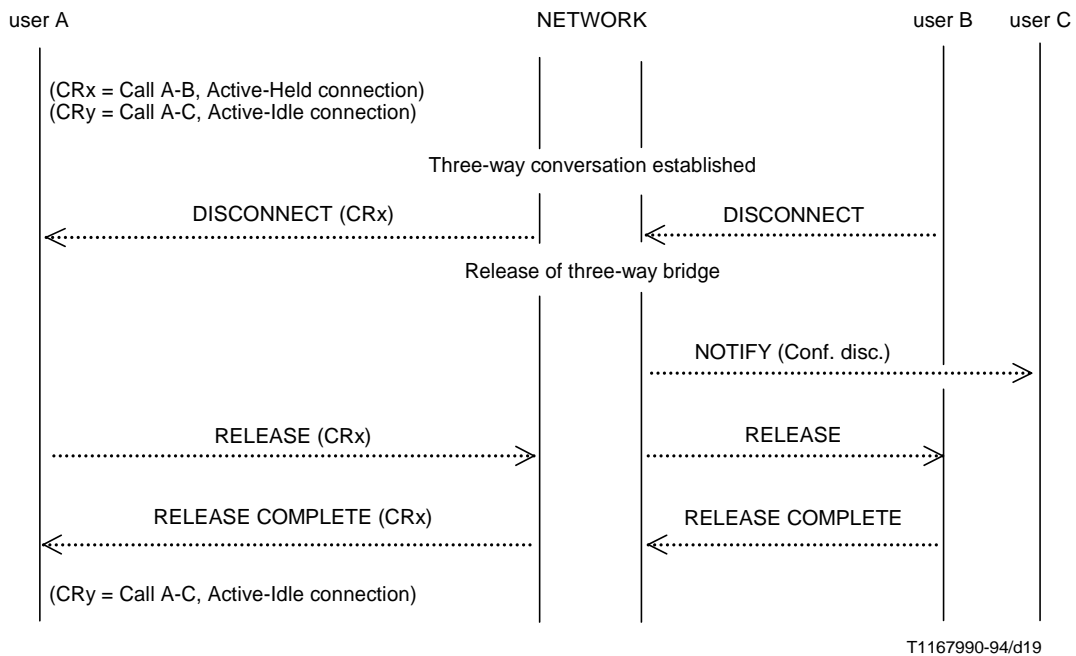 user A NETWORK user B user C
(CRx = Call A-B, Active-Held connection)
(CRy = Call A-C, Active-Idle connection)
Three-way conversation established
DISCONNECT (CRx) DISCONNECT
Release of three-way bridge
NOTIFY (Conf. disc.)
RELEASE (CRx) RELEASE
RELEASE COMPLETE (CRx) RELEASE COMPLETE
(CRy = Call A-C, Active-Idle connection)
T1167990-94/d19